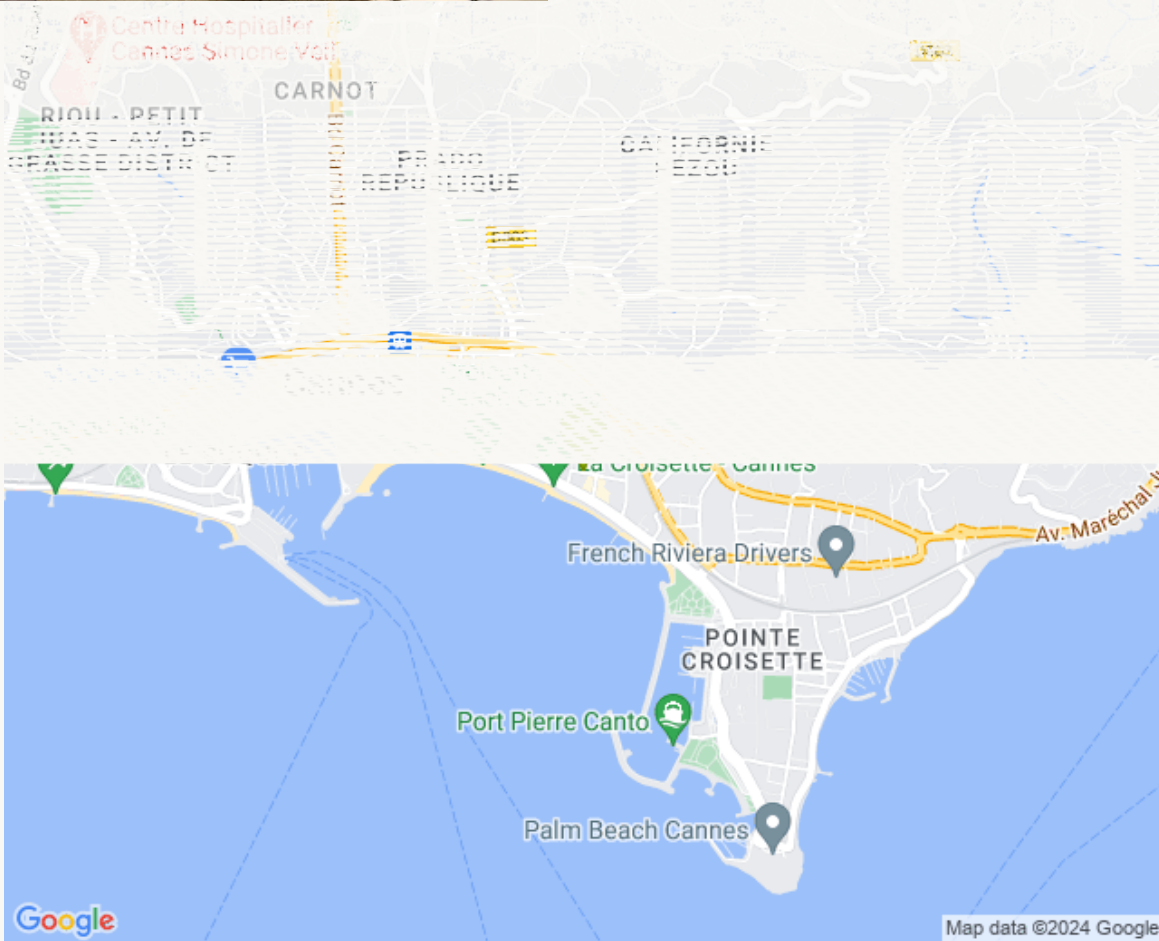 Centre Hospitalier
Cannes Simone Veil
Bd
CARNOT
RIOU - PETIT
JUAS - AV. DE
GRASSE DISTRICT
PRADO
REPUBLIQUE
CALIFORNIE
PEZOU
La Croisette - Cannes
Av. Maréchal
French Riviera Drivers
POINTE
CROISETTE
Port Pierre Canto
Palm Beach Cannes
Google
Map data ©2024 Google